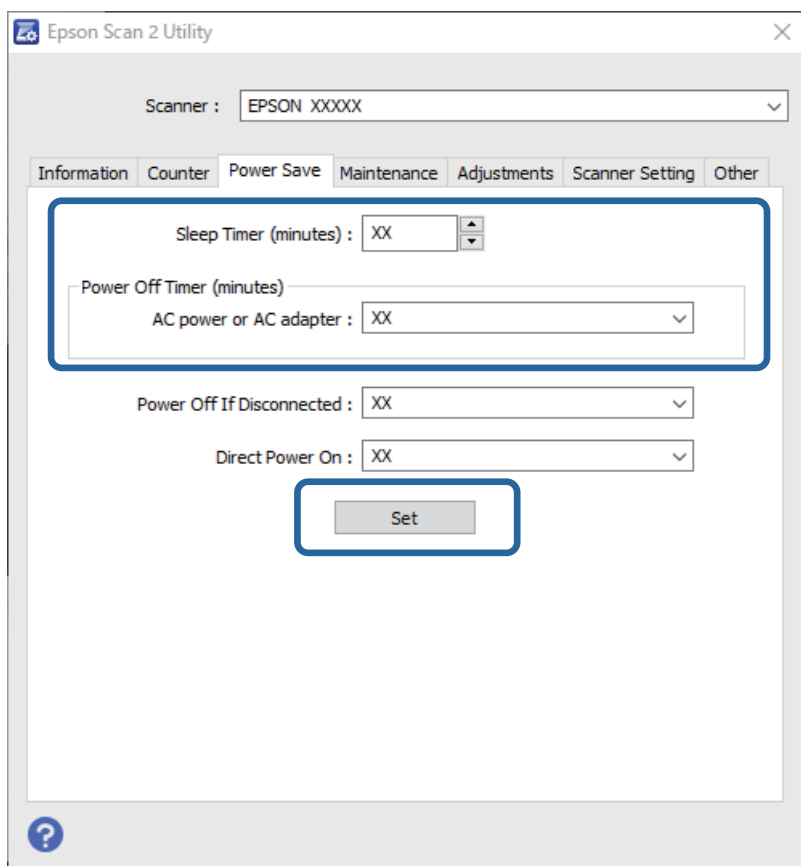 Epson Scan 2 Utility
Scanner : EPSON XXXXX
Information Counter Power Save Maintenance Adjustments Scanner Setting Other
Sleep Timer (minutes) : XX
Power Off Timer (minutes)
AC power or AC adapter : XX
Power Off If Disconnected : XX
Direct Power On : XX
Set
?